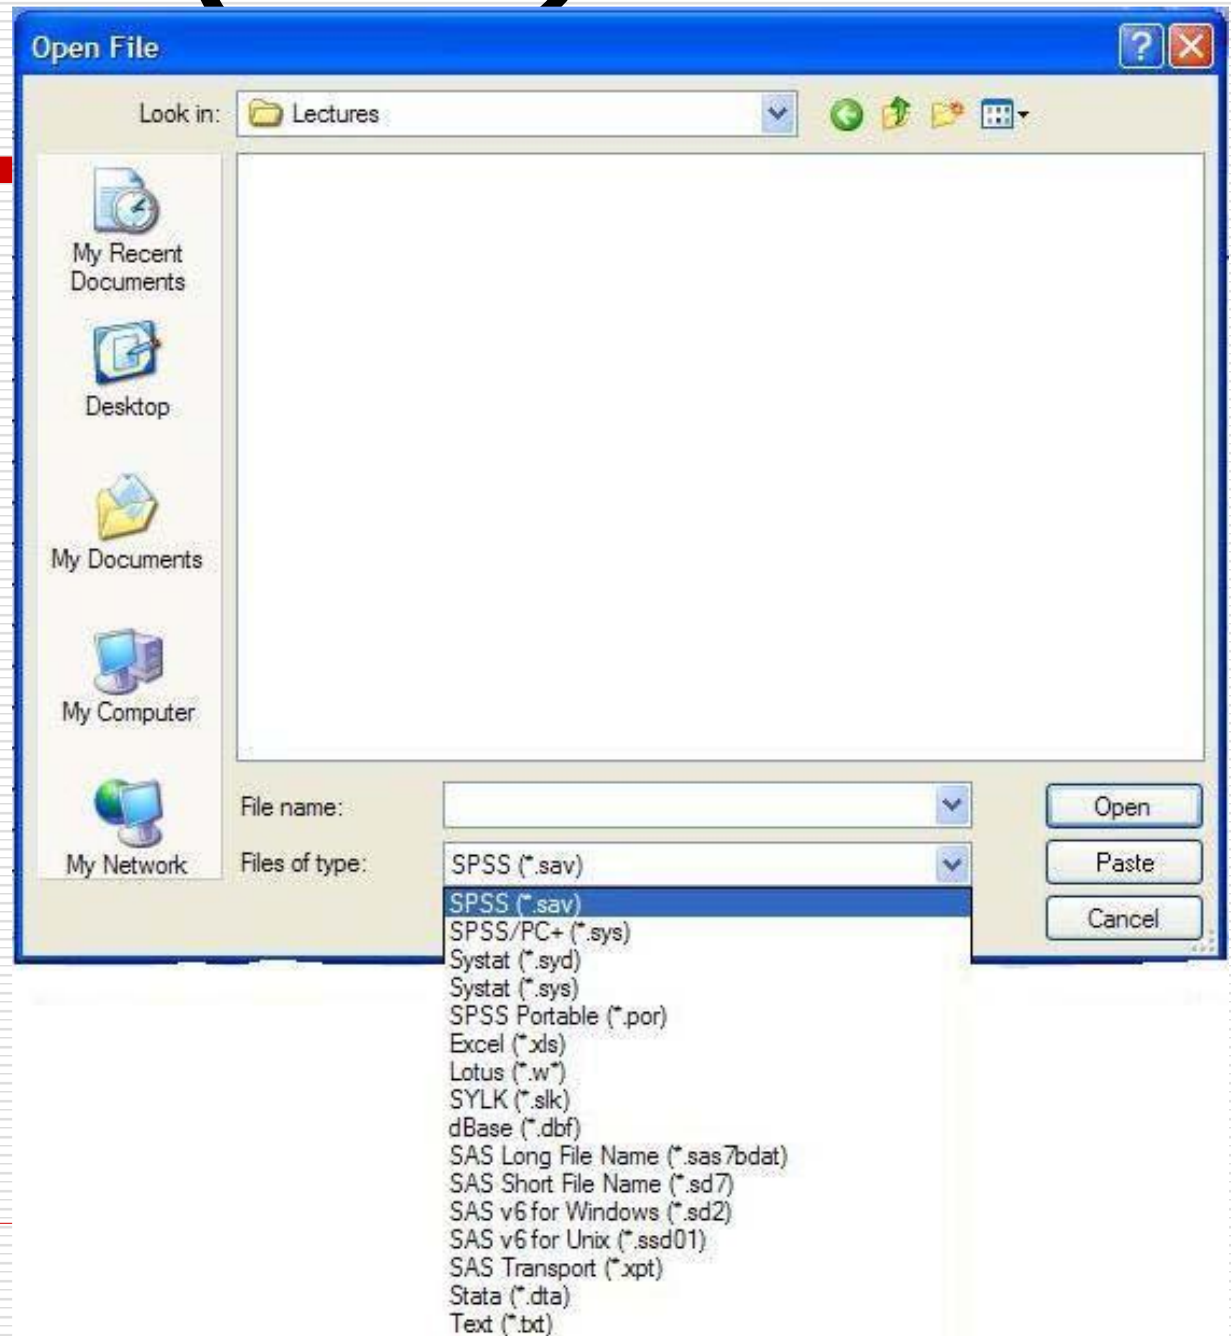 Open File
Look in: Lectures
My Recent
Documents
Desktop
My Documents
My Computer
My Network
File name:
Open
Files of type: SPSS (*.sav)
Paste
Cancel
SPSS (*.sav)
SPSS/PC+ (*.sys)
Systat (*.syd)
Systat (*.sys)
SPSS Portable (*.por)
Excel (*.xls)
Lotus (*.w*)
SYLK (*.slk)
dBase (*.dbf)
SAS Long File Name (*.sas7bdat)
SAS Short File Name (*.sd7)
SAS v6 for Windows (*.sd2)
SAS v6 for Unix (*.ssd01)
SAS Transport (*.xpt)
Stata (*.dta)
Text (*.txt)